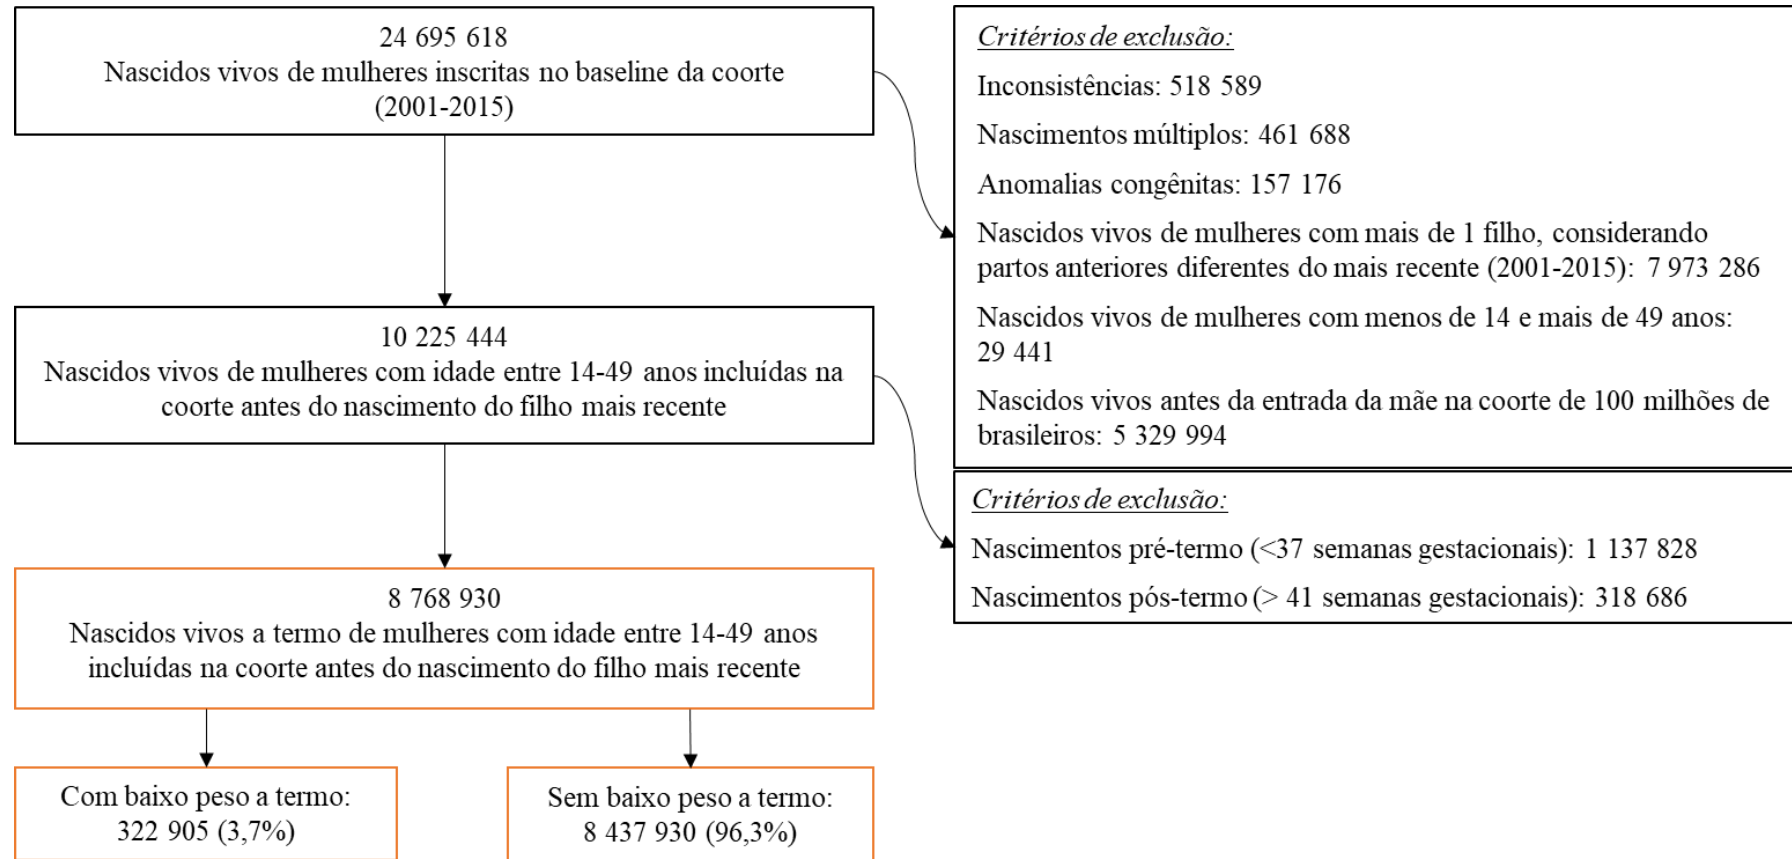 24 695 618
Nascidos vivos de mulheres inscritas no baseline da coorte
(2001-2015)
Critérios de exclusão:
Inconsistências: 518 589
Nascimentos múltiplos: 461 688
Anomalias congênitas: 157 176
Nascidos vivos de mulheres com mais de 1 filho, considerando
partos anteriores diferentes do mais recente (2001-2015): 7 973 286
Nascidos vivos de mulheres com menos de 14 e mais de 49 anos:
29 441
Nascidos vivos antes da entrada da mãe na coorte de 100 milhões de
brasileiros: 5 329 994
10 225 444
Nascidos vivos de mulheres com idade entre 14-49 anos incluídas na
coorte antes do nascimento do filho mais recente
Critérios de exclusão:
Nascimentos pré-termo (<37 semanas gestacionais): 1 137 828
Nascimentos pós-termo (> 41 semanas gestacionais): 318 686
8 768 930
Nascidos vivos a termo de mulheres com idade entre 14-49 anos
incluídas na coorte antes do nascimento do filho mais recente
Com baixo peso a termo:
322 905 (3,7%)
Sem baixo peso a termo:
8 437 930 (96,3%)